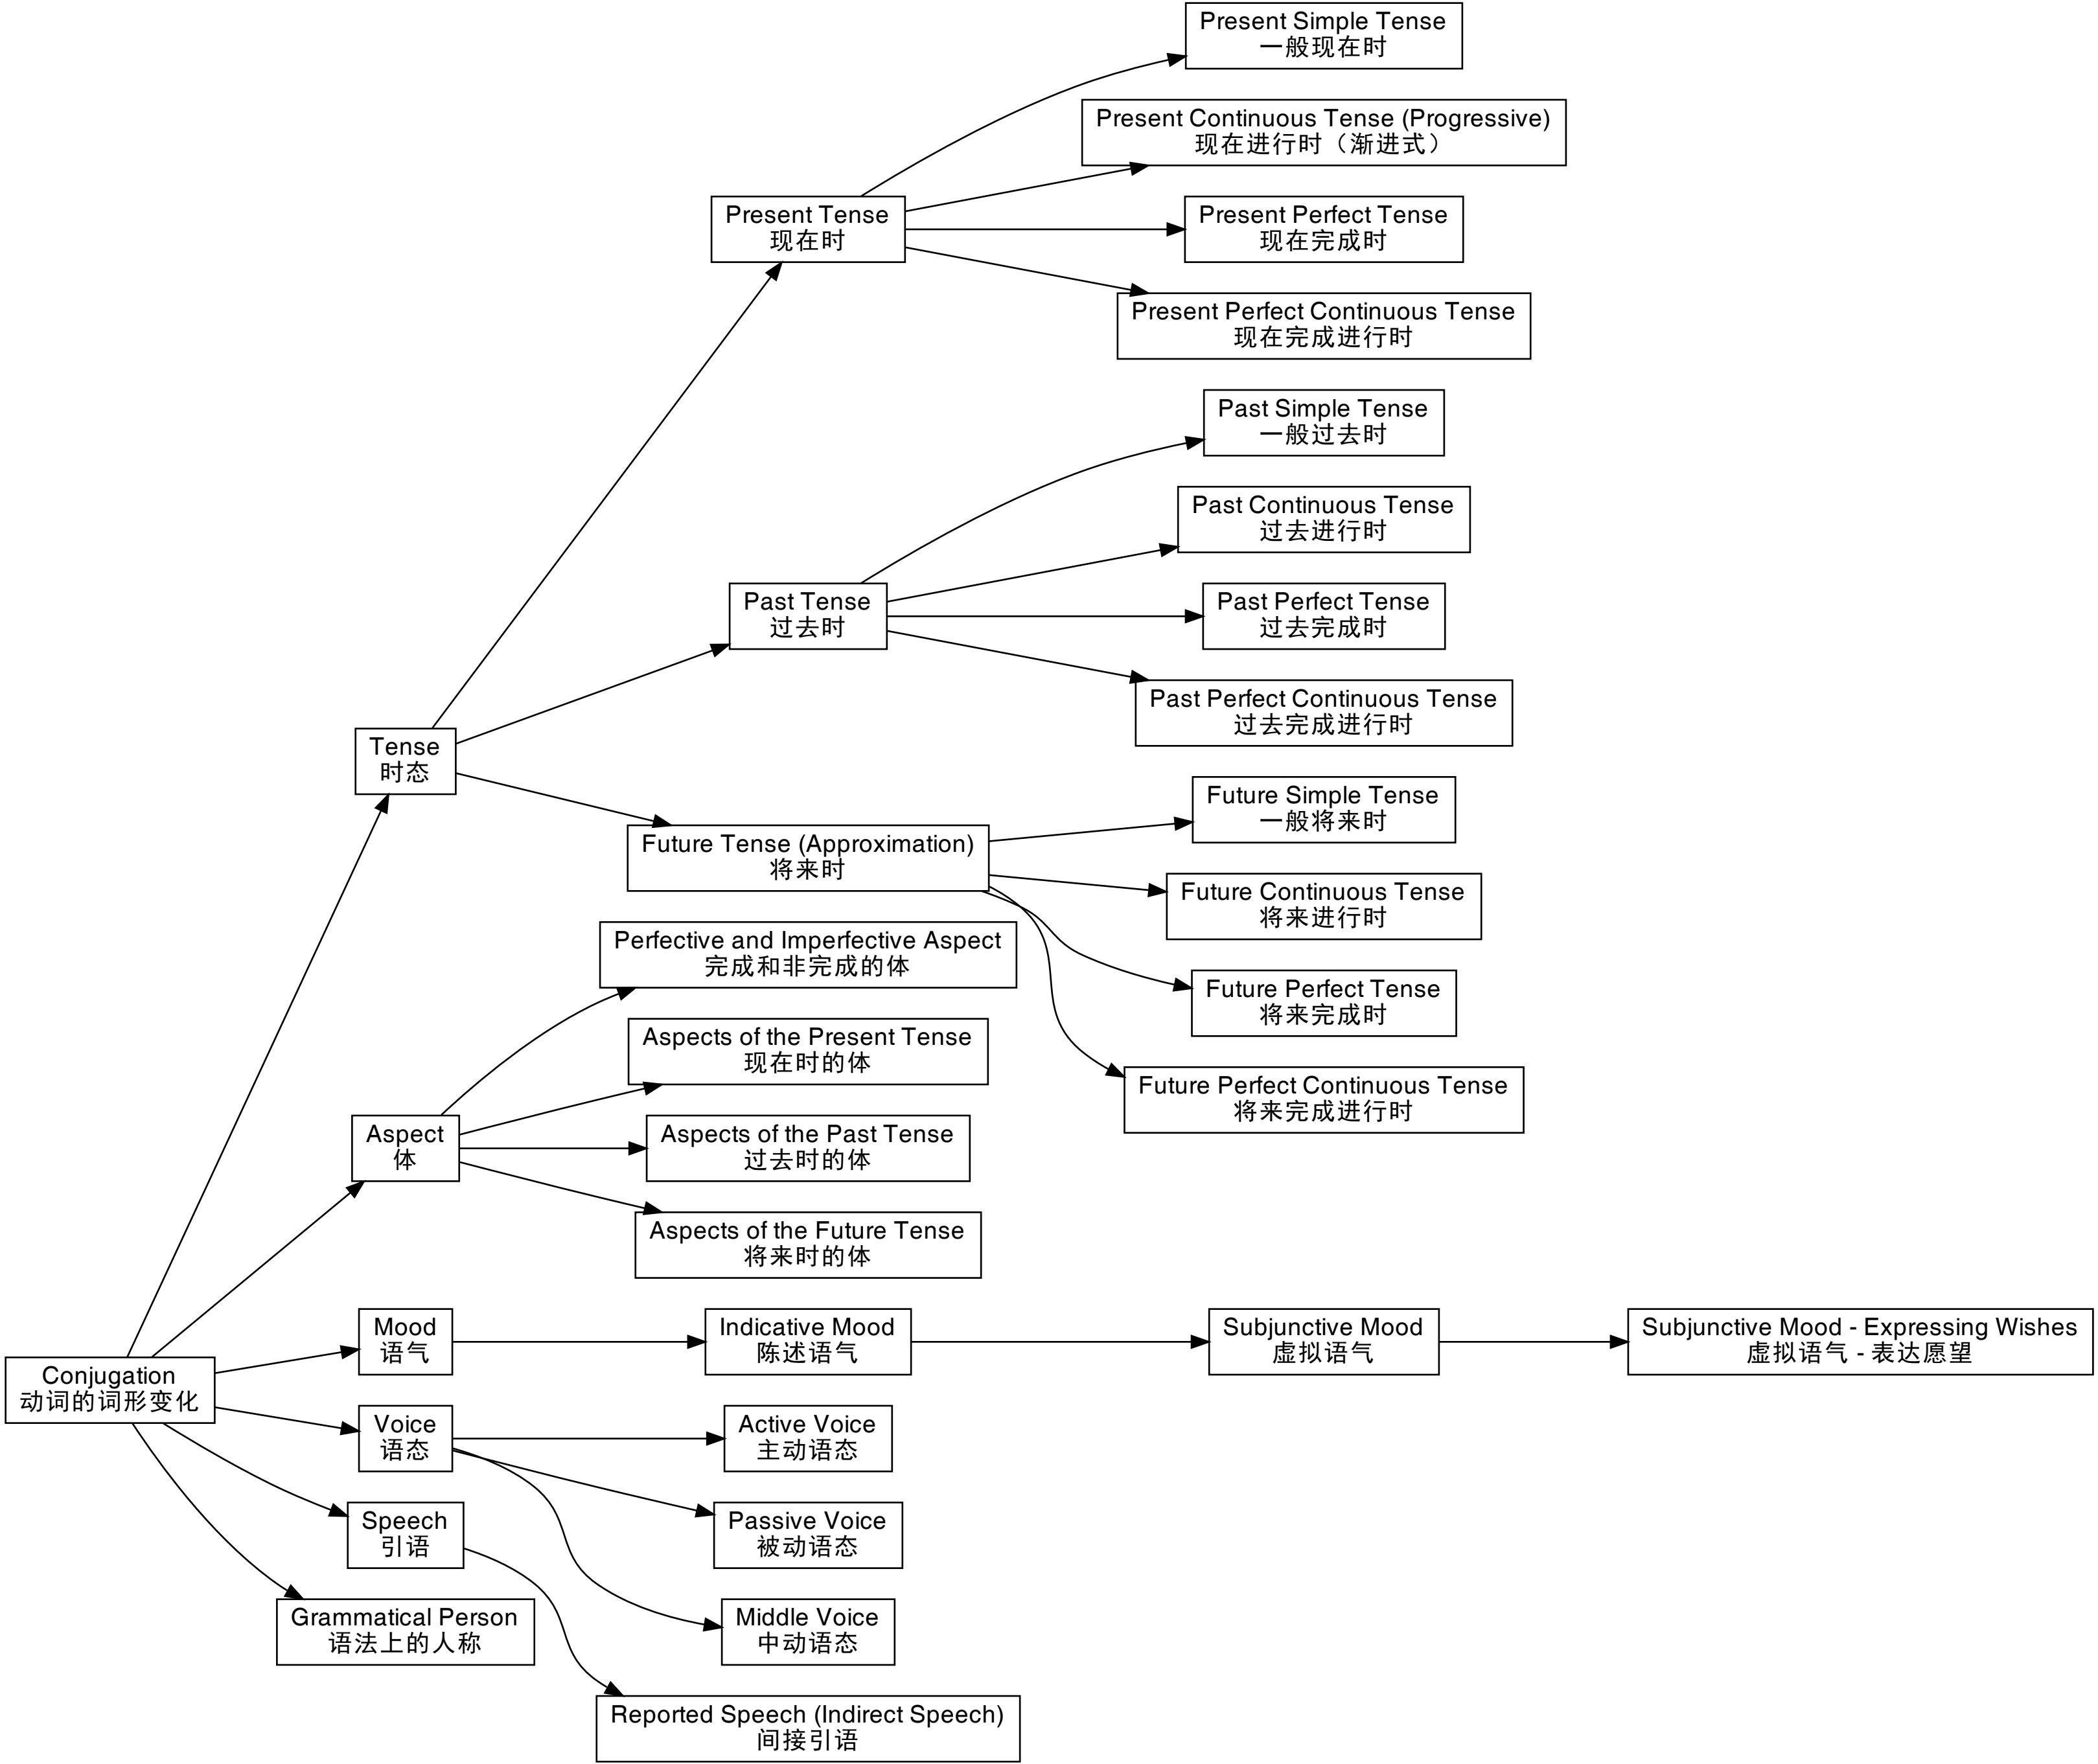 Present Simple Tense
一般现在时
Present Continuous Tense (Progressive)
现在进行时（渐进式）
Present Tense
现在时
Present Perfect Tense
现在完成时
Present Perfect Continuous Tense
现在完成进行时
Past Simple Tense
一般过去时
Past Continuous Tense
过去进行时
Past Tense
过去时
Past Perfect Tense
过去完成时
Past Perfect Continuous Tense
过去完成进行时
Tense
时态
Future Simple Tense
一般将来时
Future Tense (Approximation)
将来时
Future Continuous Tense
将来进行时
Perfective and Imperfective Aspect
完成和非完成的体
Future Perfect Tense
将来完成时
Aspects of the Present Tense
现在时的体
Future Perfect Continuous Tense
将来完成进行时
Aspect
体
Aspects of the Past Tense
过去时的体
Aspects of the Future Tense
将来时的体
Mood
语气
Indicative Mood
陈述语气
Subjunctive Mood
虚拟语气
Subjunctive Mood - Expressing Wishes
虚拟语气 - 表达愿望
Conjugation
动词的词形变化
Voice
语态
Active Voice
主动语态
Speech
引语
Passive Voice
被动语态
Grammatical Person
语法上的人称
Middle Voice
中动语态
Reported Speech (Indirect Speech)
间接引语